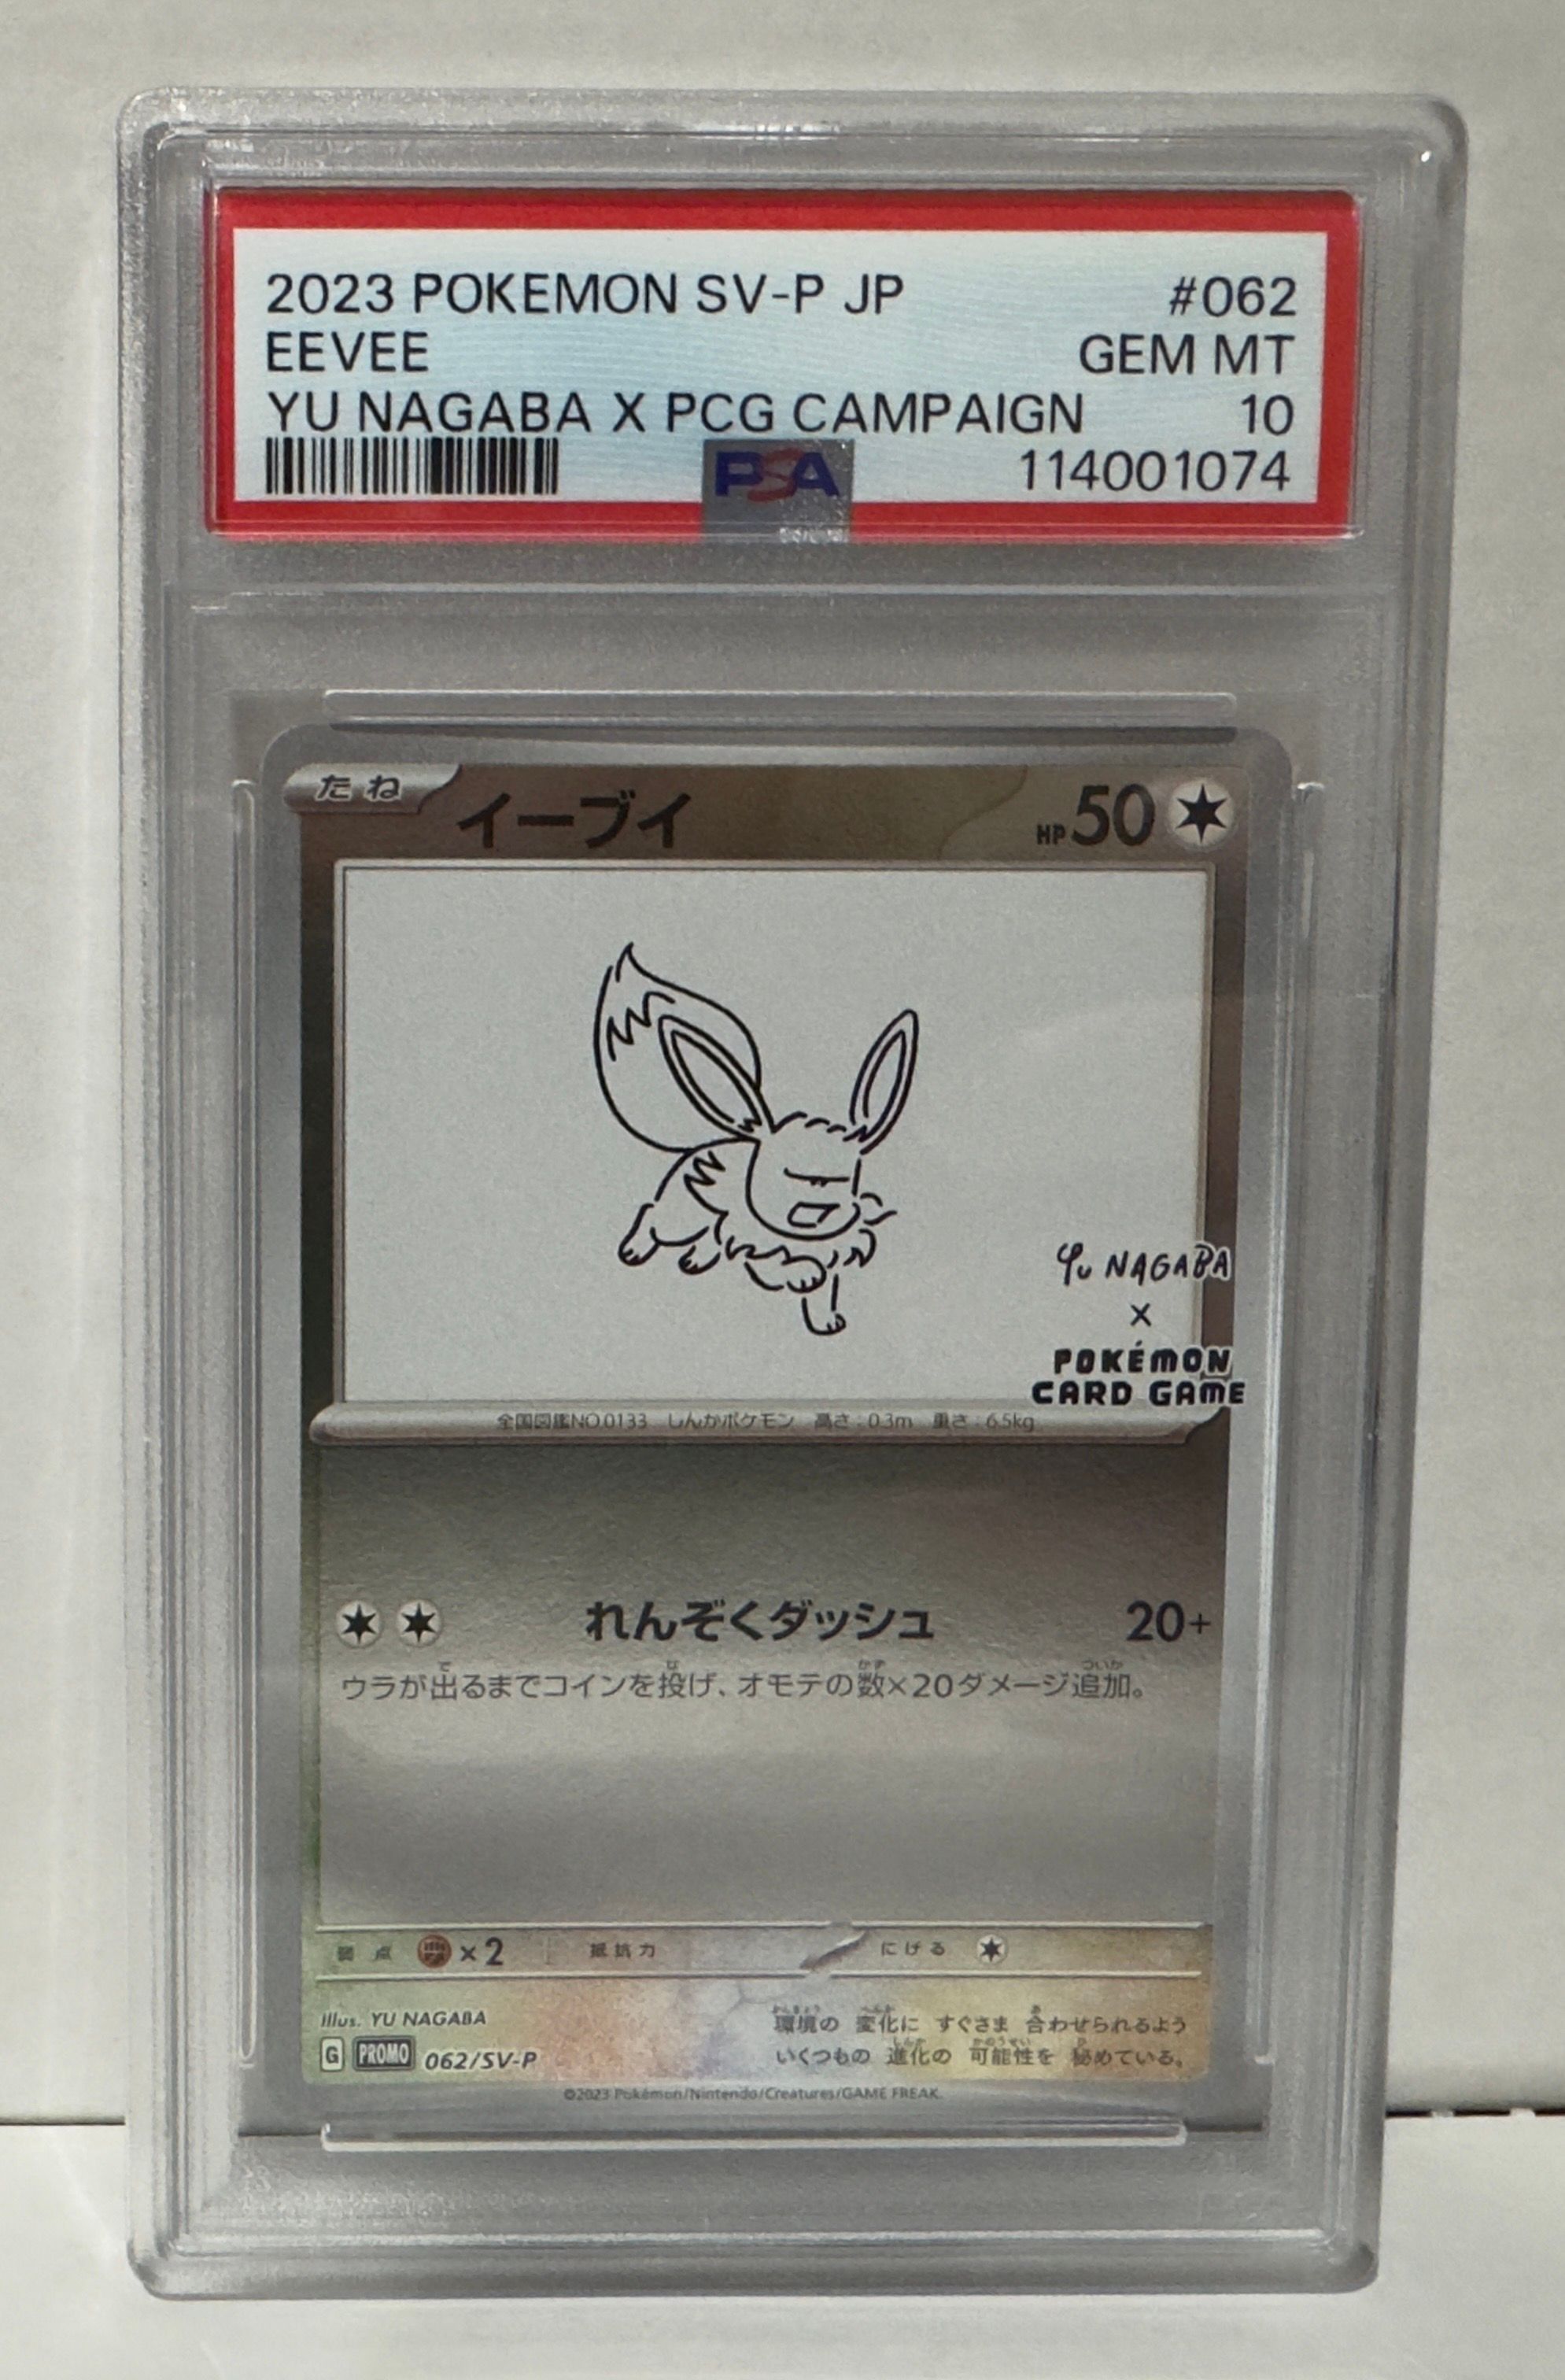 2023 POKEMON SV-P JP #062
EEVEE GEM MT
YU NAGABA X PCG CAMPAIGN 10
PSA 114001074
たね イーブイ HP50
YU NAGABA
×
POKÉMON
CARD GAME
全国図鑑NO.0133 しんかポケモン 高さ:0.3m 重さ:6.5kg
れんぞくダッシュ 20+
ウラが出るまでコインを投げ、オモテの数×20ダメージ追加。
弱点 ×2 抵抗力 にげる
Illus. YU NAGABA
G PROMO 062/SV-P
環境の 変化に すぐさま 合わせられるよう
いくつもの 進化の 可能性を 秘めている。
©2023 Pokémon/Nintendo/Creatures/GAME FREAK.